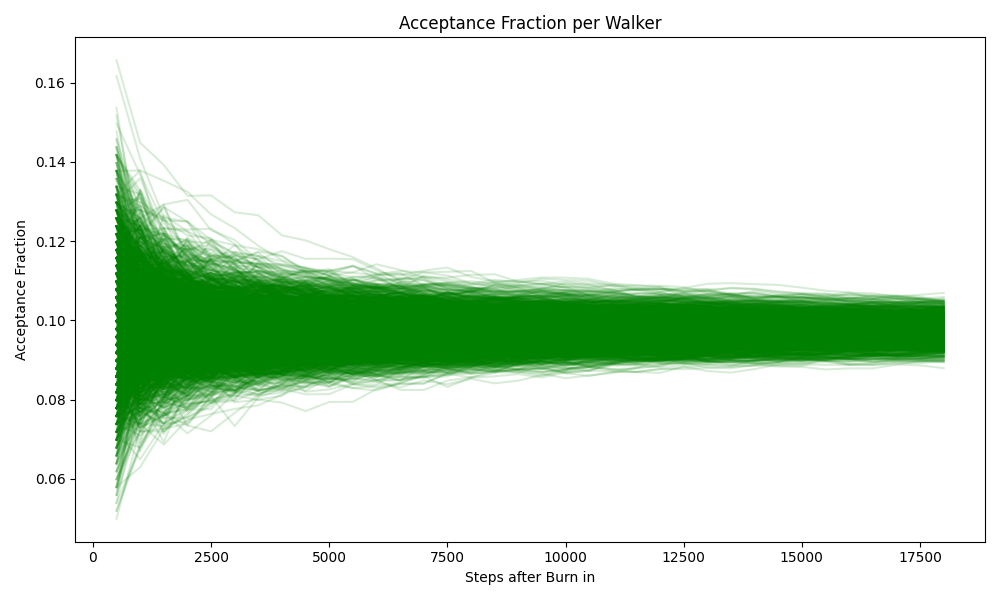 Acceptance Fraction per Walker
Acceptance Fraction
0.16
0.14
0.12
0.10
0.08
0.06
0 2500 5000 7500 10000 12500 15000 17500
Steps after Burn in